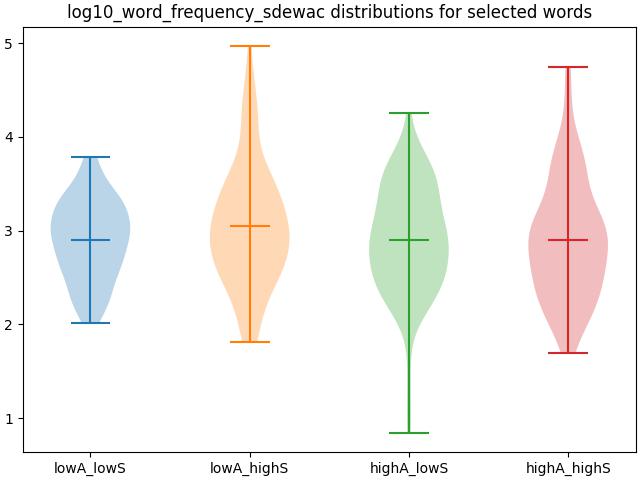 log10_word_frequency_sdewac distributions for selected words
5
4
3
2
1
lowA_lowS lowA_highS highA_lowS highA_highS